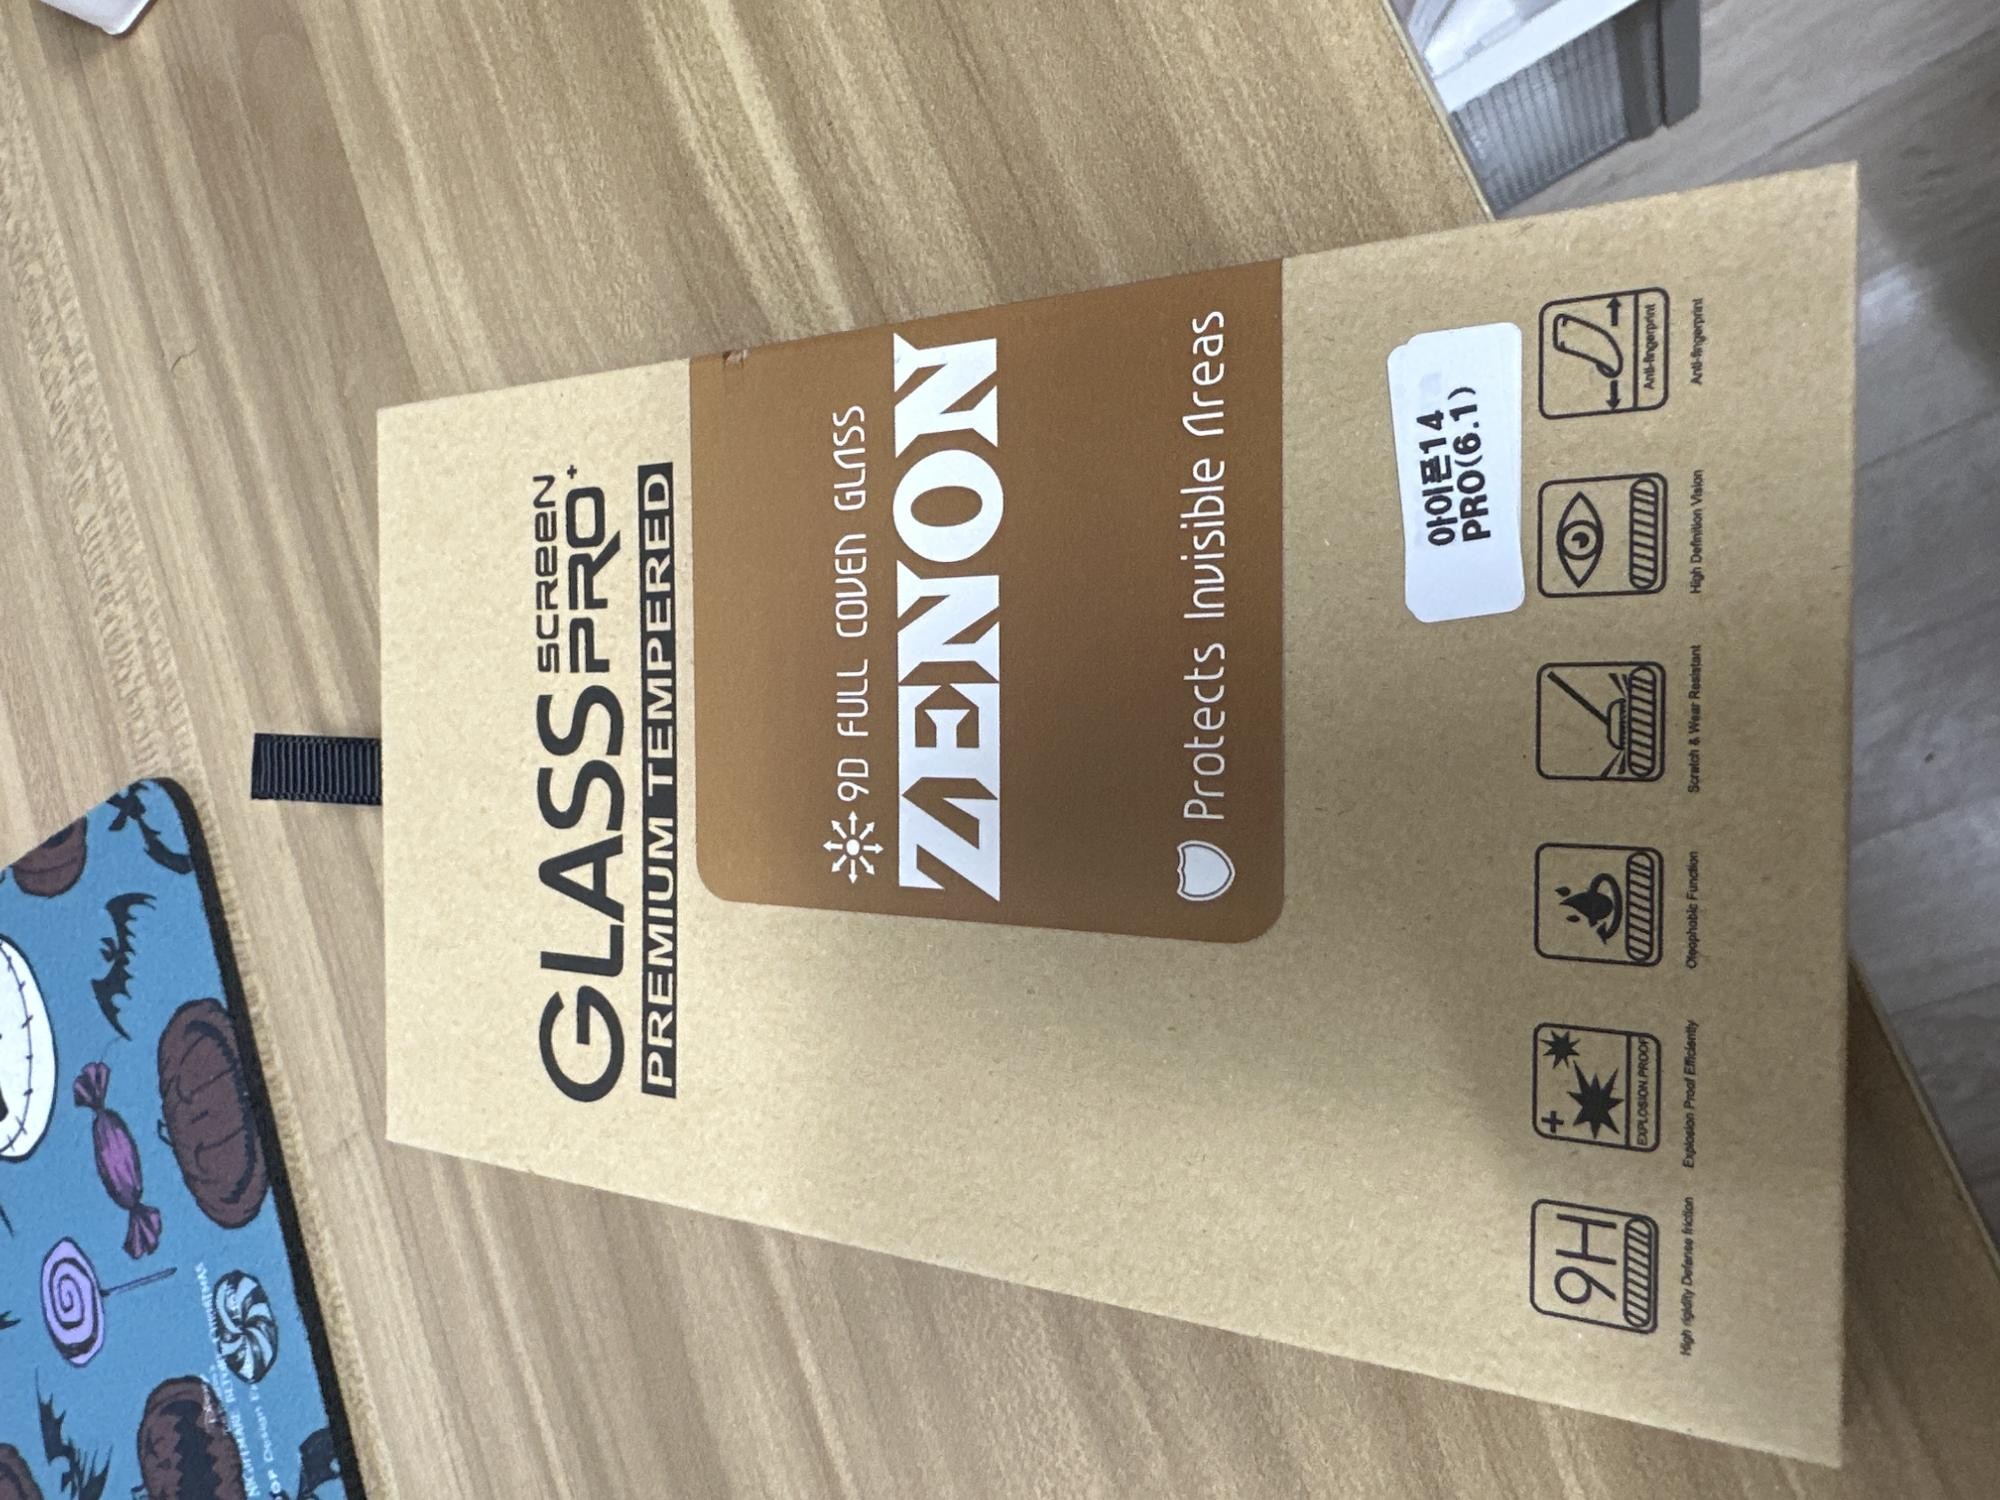 GLASS SCREEN
PRO+
PREMIUM TEMPERED
9D FULL COVER GLASS
ZENON
Protects Invisible Areas
아이폰14
PRO(6.1)
9H
EXPLOSION PROOF
Anti-fingerprint
High rigidity Defense friction
Explosion Proof Efficiently
Oleophobic Function
Scratch & Wear Resistant
High Definition Vision
Anti-fingerprint